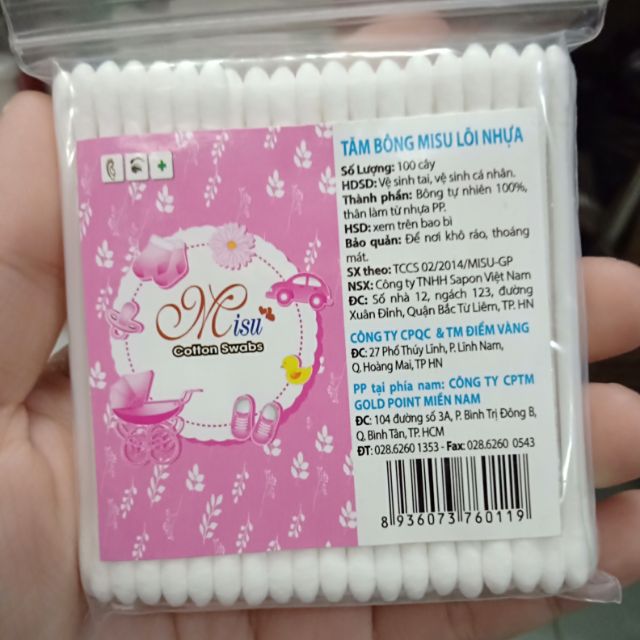 Misu
Cotton Swabs
TĂM BÔNG MISU LÕI NHỰA
Số Lượng: 100 cây
HDSD: Vệ sinh tai, vệ sinh cá nhân.
Thành phần: Bông tự nhiên 100%,
thân làm từ nhựa PP.
HSD: xem trên bao bì
Bảo quản: Để nơi khô ráo, thoáng
mát.
SX theo: TCCS 02/2014/MISU-GP
NSX: Công ty TNHH Sapon Việt Nam
ĐC: Số nhà 12, ngách 123, đường
Xuân Đỉnh, Quận Bắc Từ Liêm, TP. HN
CÔNG TY CPQC & TM ĐIỂM VÀNG
ĐC: 27 Phố Thúy Lĩnh, P. Lĩnh Nam,
Q. Hoàng Mai, TP HN
PP tại phía nam: CÔNG TY CPTM
GOLD POINT MIỀN NAM
ĐC: 104 đường số 3A, P. Bình Trị Đông B,
Q. Bình Tân, TP. HCM
ĐT: 028.6260 1353 - Fax: 028.6260 0543
8 936073 760119